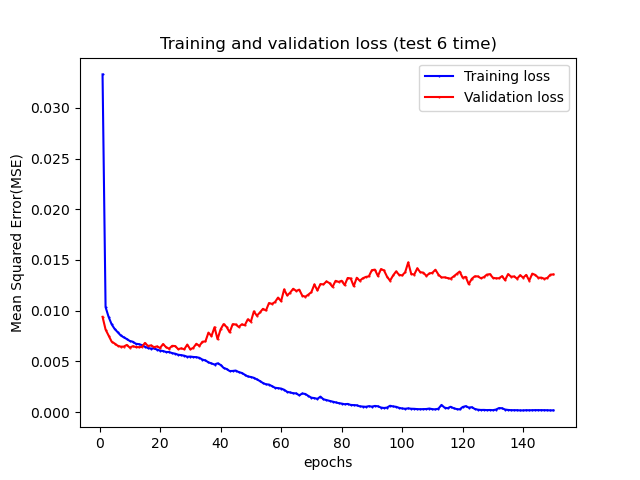 Training and validation loss (test 6 time)
Training loss
Validation loss
Mean Squared Error(MSE)
0.030
0.025
0.020
0.015
0.010
0.005
0.000
0 20 40 60 80 100 120 140
epochs